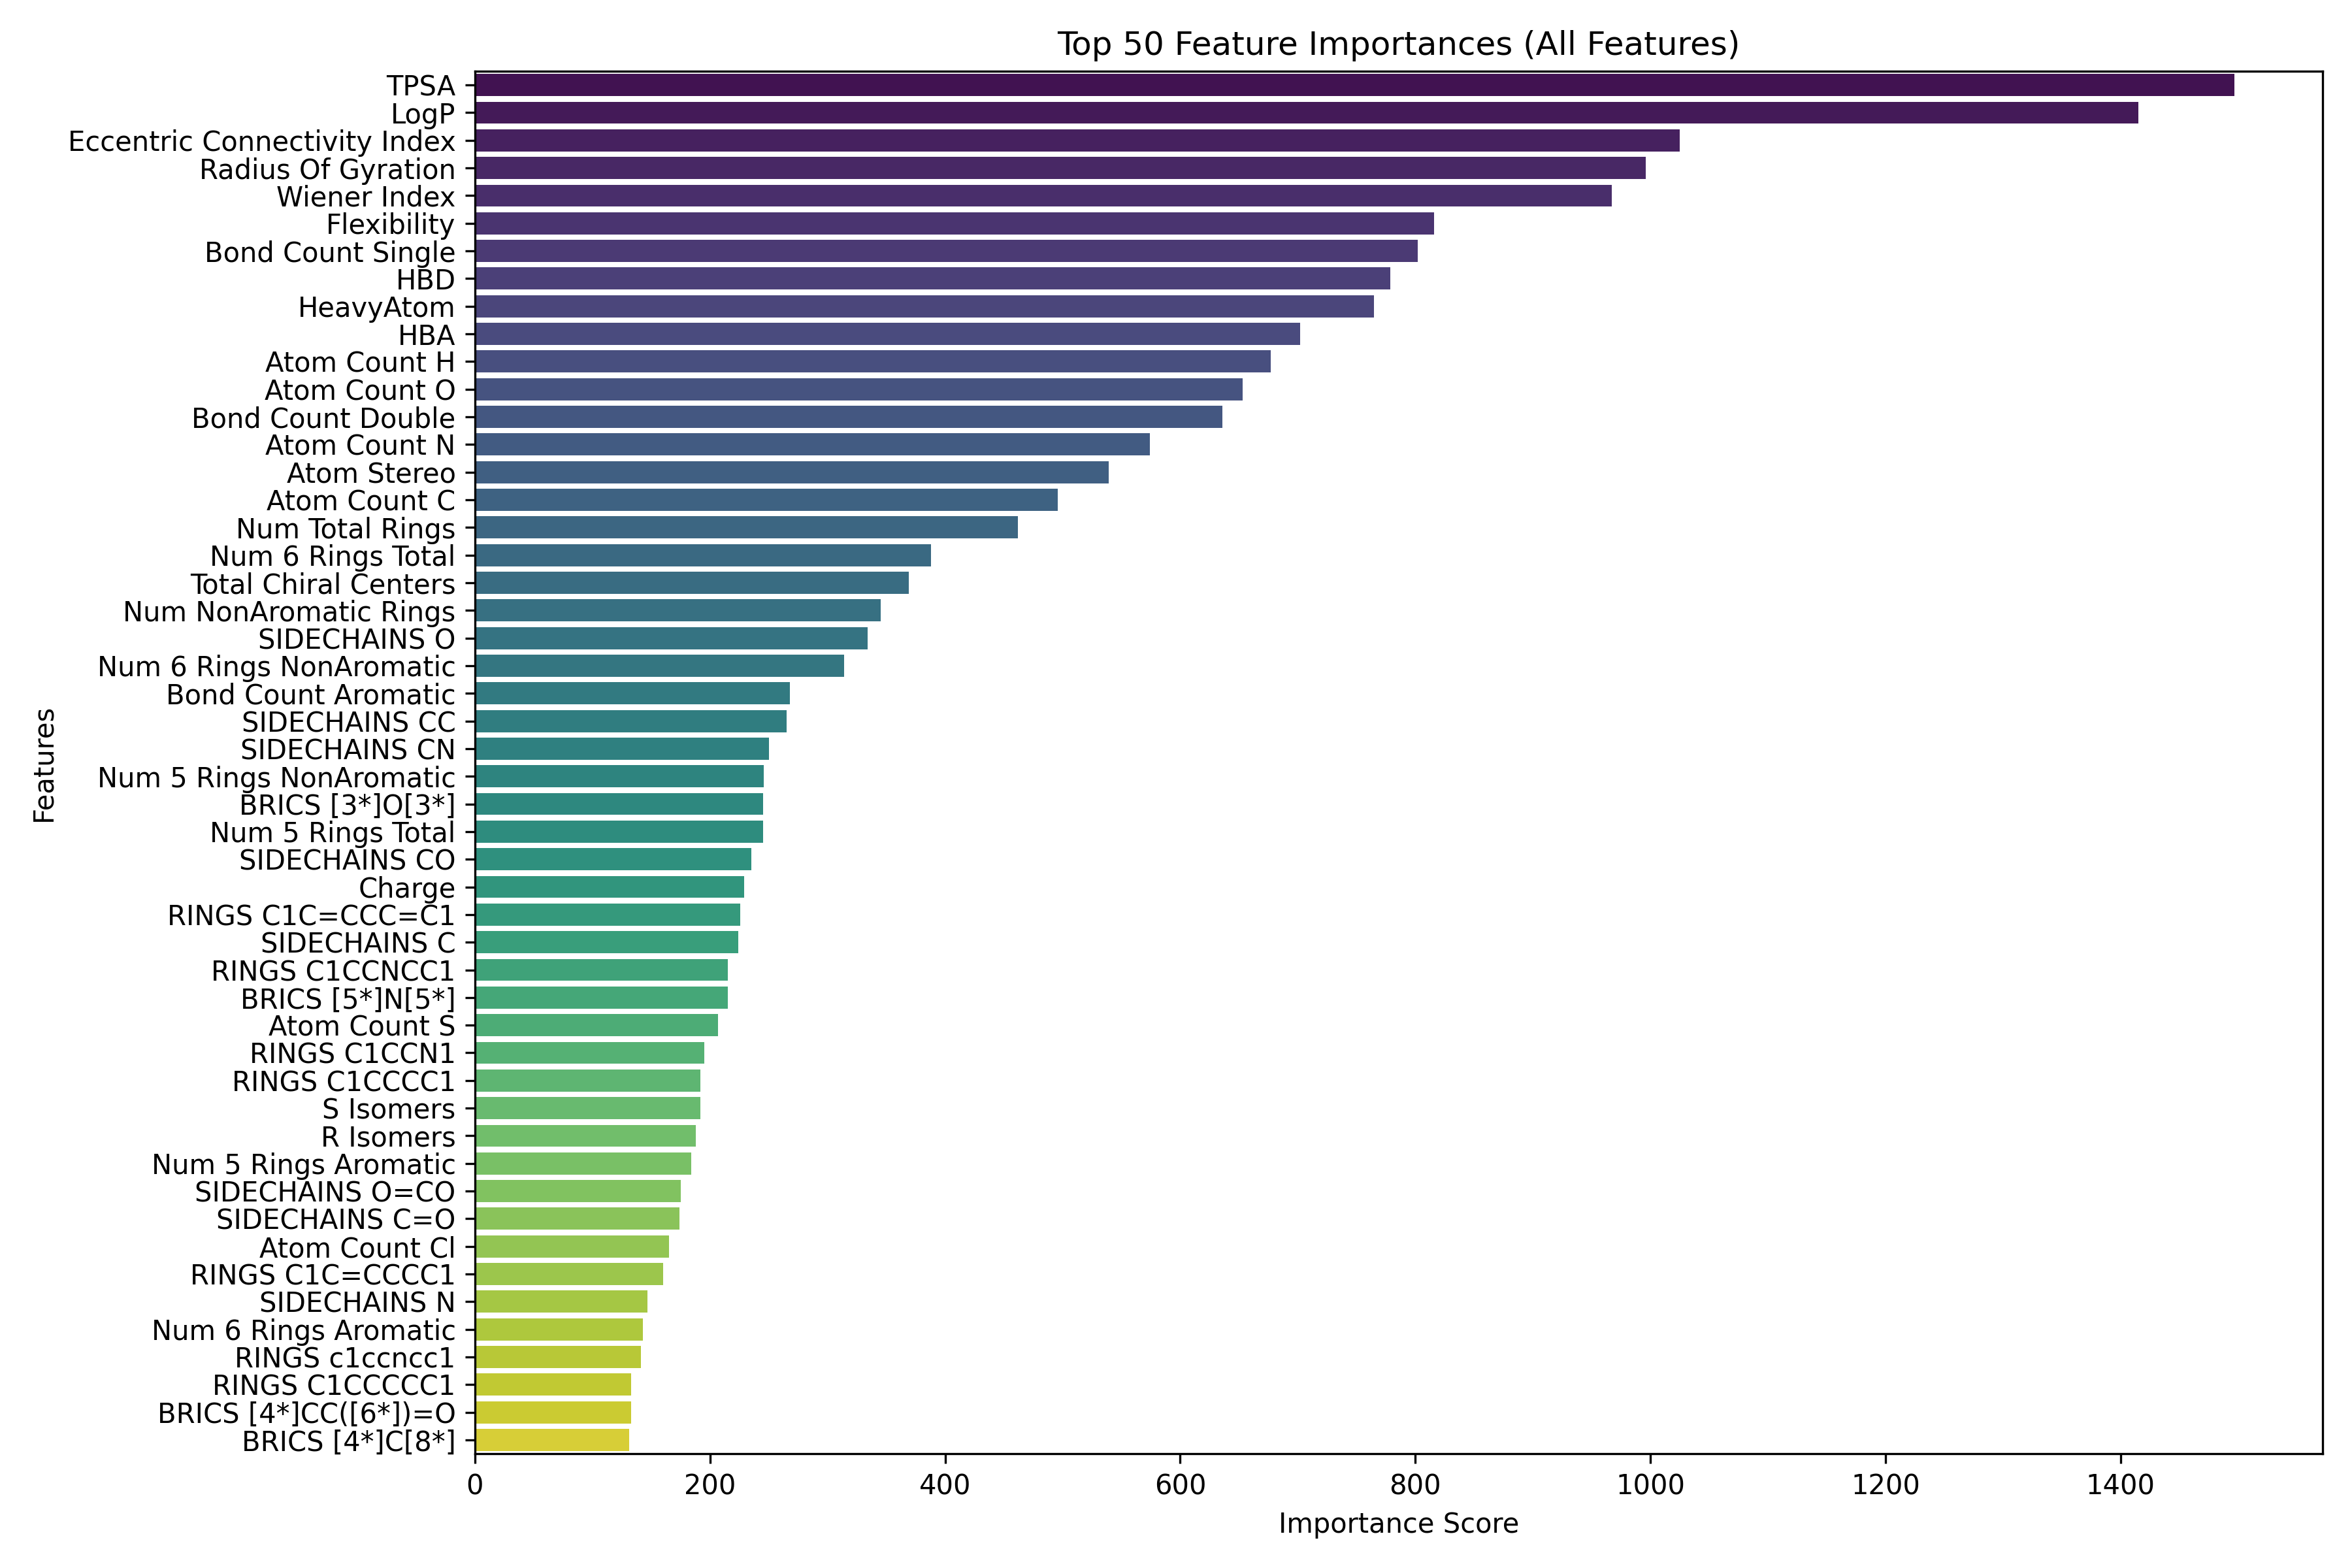 Top 50 Feature Importances (All Features)
TPSA
LogP
Eccentric Connectivity Index
Radius Of Gyration
Wiener Index
Flexibility
Bond Count Single
HBD
HeavyAtom
HBA
Atom Count H
Atom Count O
Bond Count Double
Atom Count N
Atom Stereo
Atom Count C
Num Total Rings
Num 6 Rings Total
Total Chiral Centers
Num NonAromatic Rings
SIDECHAINS O
Num 6 Rings NonAromatic
Bond Count Aromatic
SIDECHAINS CC
SIDECHAINS CN
Num 5 Rings NonAromatic
BRICS [3*]O[3*]
Num 5 Rings Total
SIDECHAINS CO
Charge
RINGS C1C=CCC=C1
SIDECHAINS C
RINGS C1CCNCC1
BRICS [5*]N[5*]
Atom Count S
RINGS C1CCN1
RINGS C1CCCC1
S Isomers
R Isomers
Num 5 Rings Aromatic
SIDECHAINS O=CO
SIDECHAINS C=O
Atom Count Cl
RINGS C1C=CCCC1
SIDECHAINS N
Num 6 Rings Aromatic
RINGS c1ccncc1
RINGS C1CCCCC1
BRICS [4*]CC([6*])=O
BRICS [4*]C[8*]
Features
0 200 400 600 800 1000 1200 1400
Importance Score